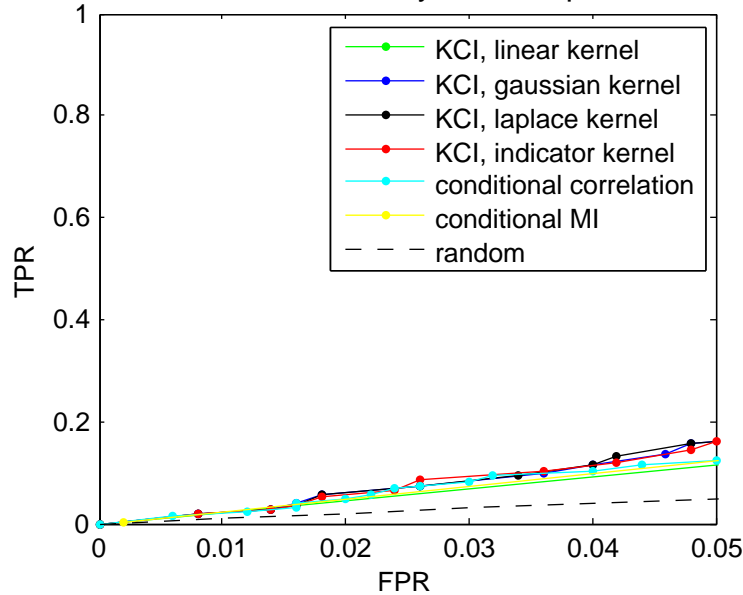 1
0.8
0.6
0.4
0.2
0
TPR
KCI, linear kernel
KCI, gaussian kernel
KCI, laplace kernel
KCI, indicator kernel
conditional correlation
conditional MI
random
0 0.01 0.02 0.03 0.04 0.05
FPR